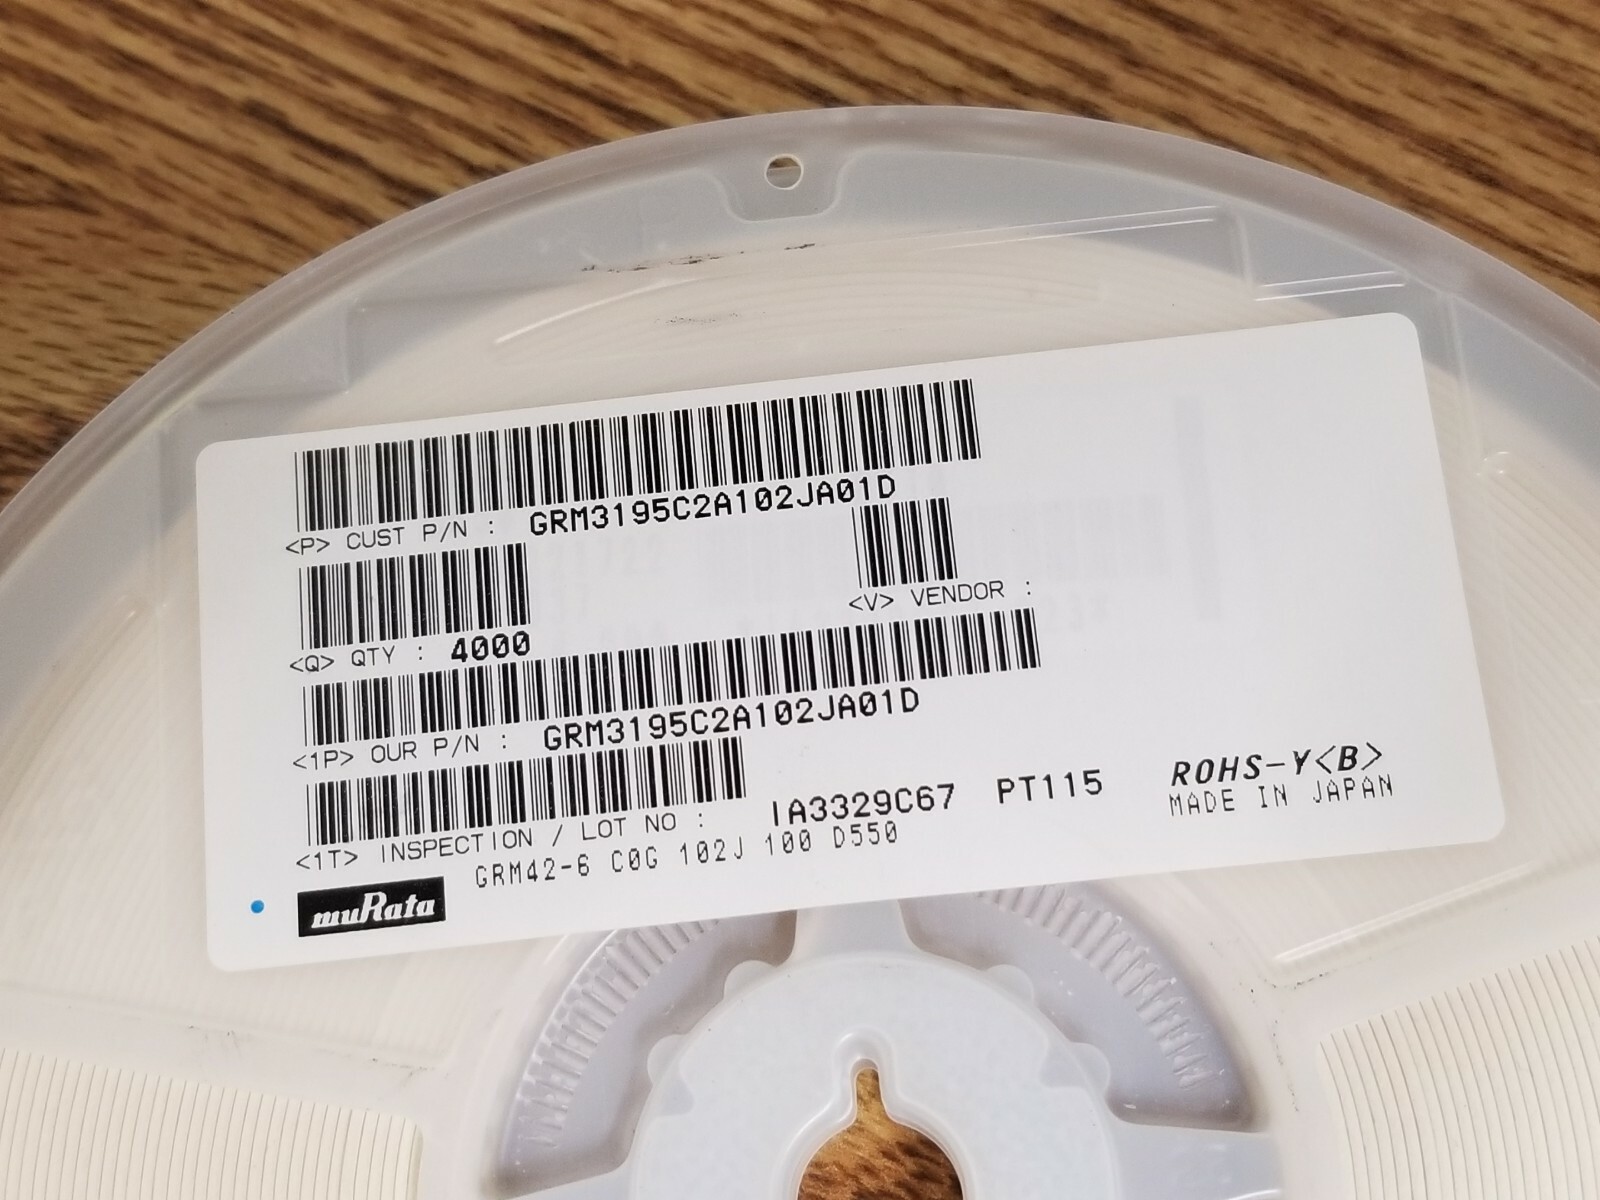 <P> CUST P/N : GRM3195C2A102JA01D
<Q> QTY : 4000
<V> VENDOR :
<1P> OUR P/N : GRM3195C2A102JA01D
<1T> INSPECTION / LOT NO : IA3329C67 PT115
ROHS-Y<B>
MADE IN JAPAN
GRM42-6 C0G 102J 100 D550
muRata